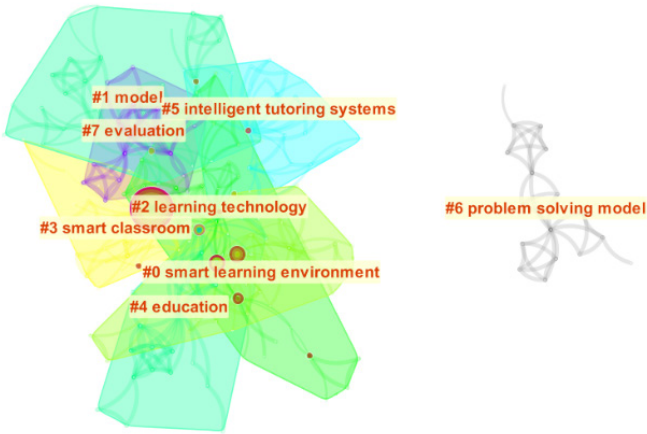 #1 model
#5 intelligent tutoring systems
#7 evaluation
#2 learning technology
#6 problem solving model
#3 smart classroom
#0 smart learning environment
#4 education